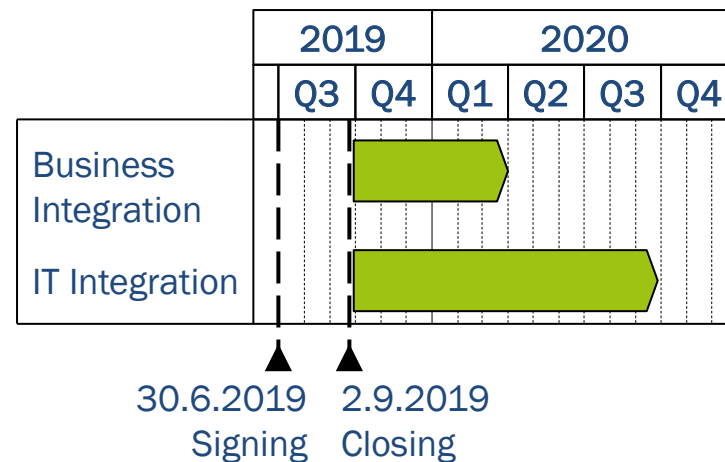 2019 2020
Q3 Q4 Q1 Q2 Q3 Q4
Business
Integration
IT Integration
30.6.2019 2.9.2019
Signing Closing